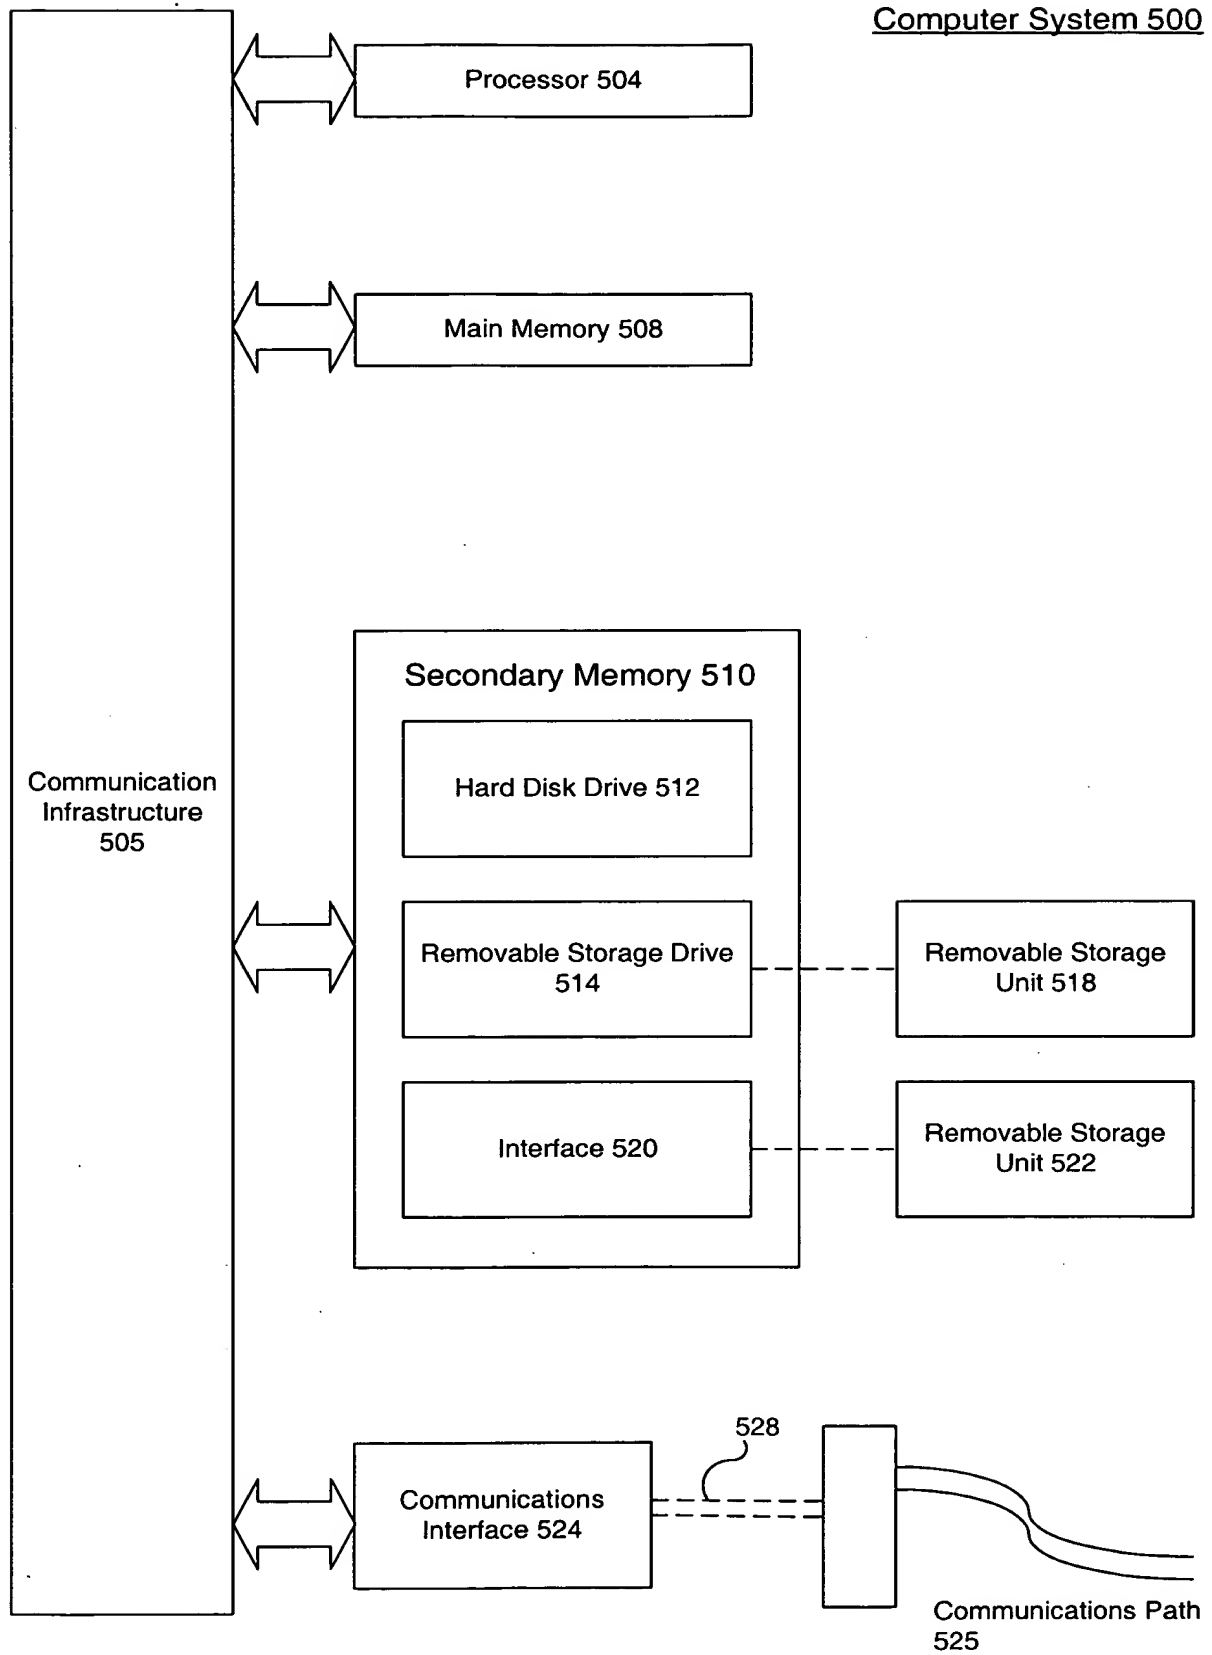 Computer System 500
Processor 504
Main Memory 508
Secondary Memory 510
Hard Disk Drive 512
Communication
Infrastructure
505
Removable Storage Drive
514
Removable Storage
Unit 518
Interface 520
Removable Storage
Unit 522
528
Communications
Interface 524
Communications Path
525